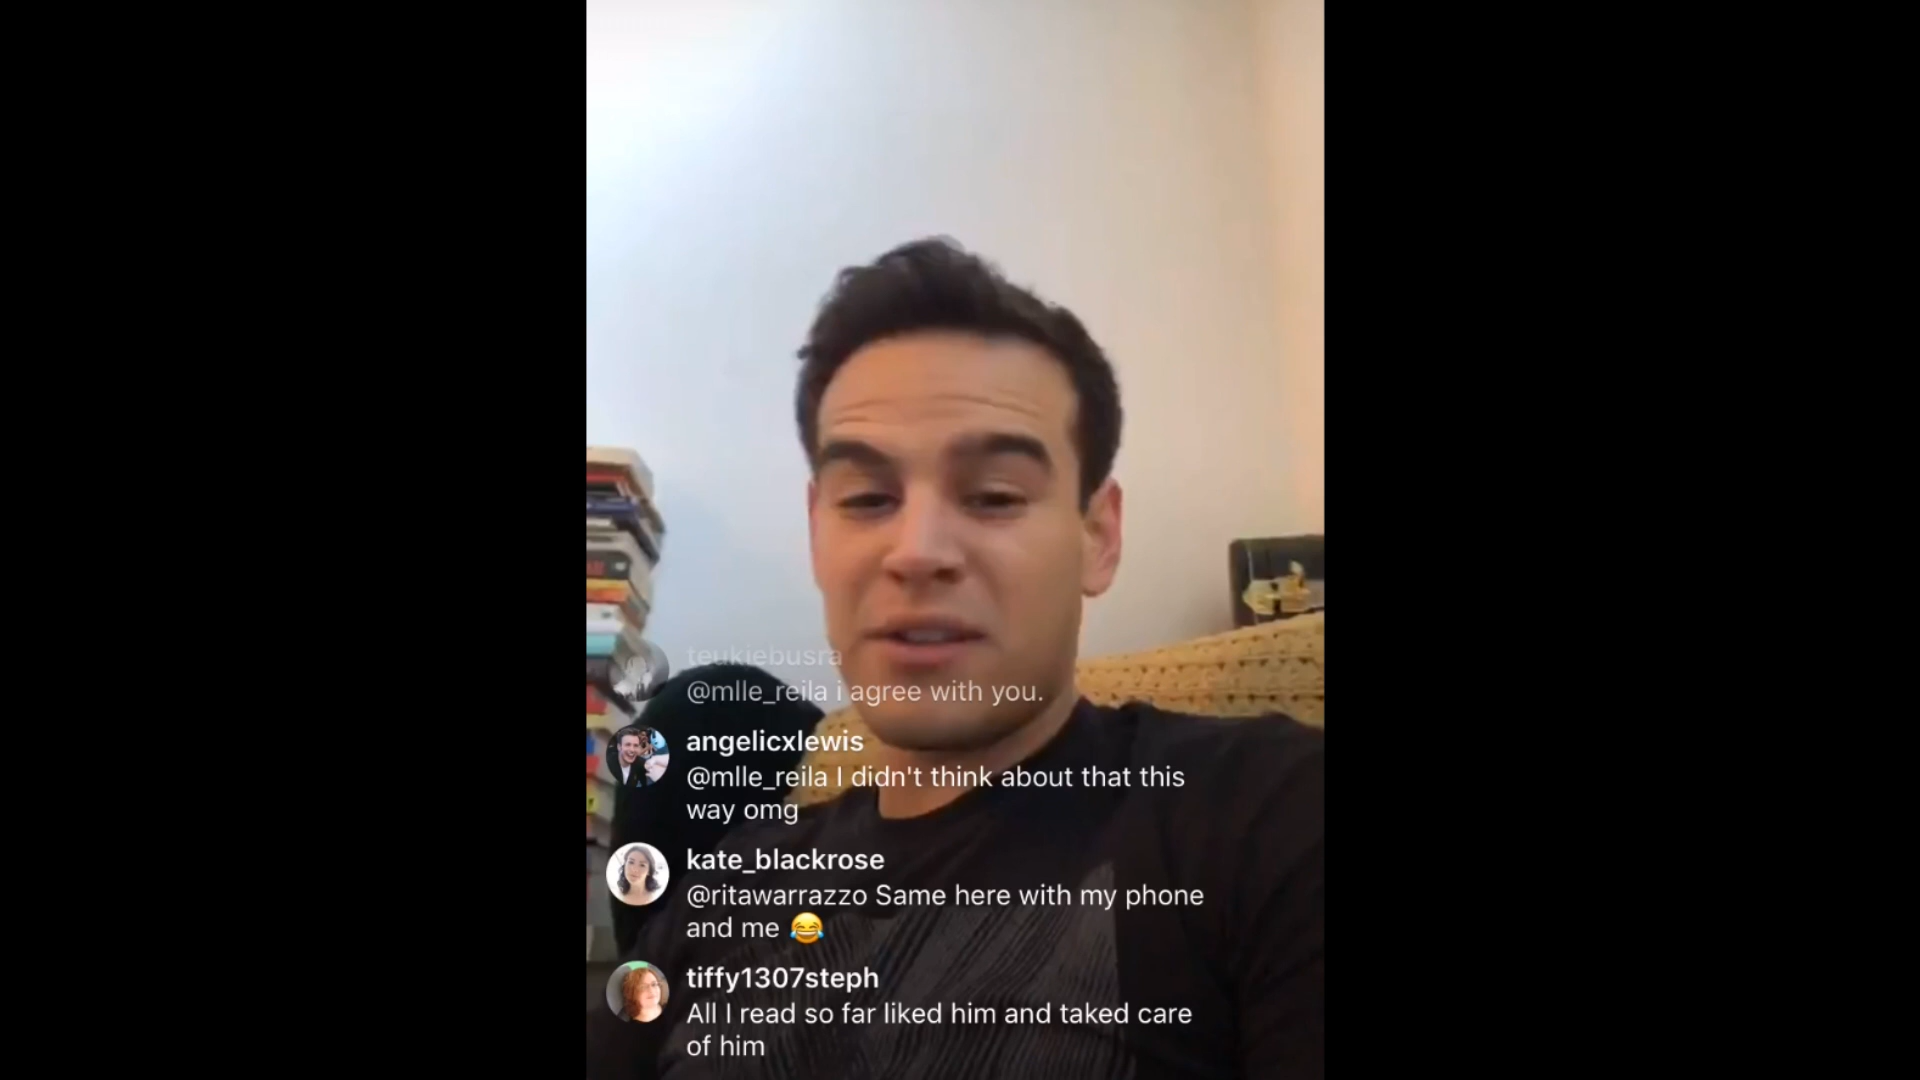 teukiebusra
@mlle_reila i agree with you.
angelicxlewis
@mlle_reila I didn't think about that this
way omg
kate_blackrose
@ritawarrazzo Same here with my phone
and me 😂
tiffy1307steph
All I read so far liked him and taked care
of him